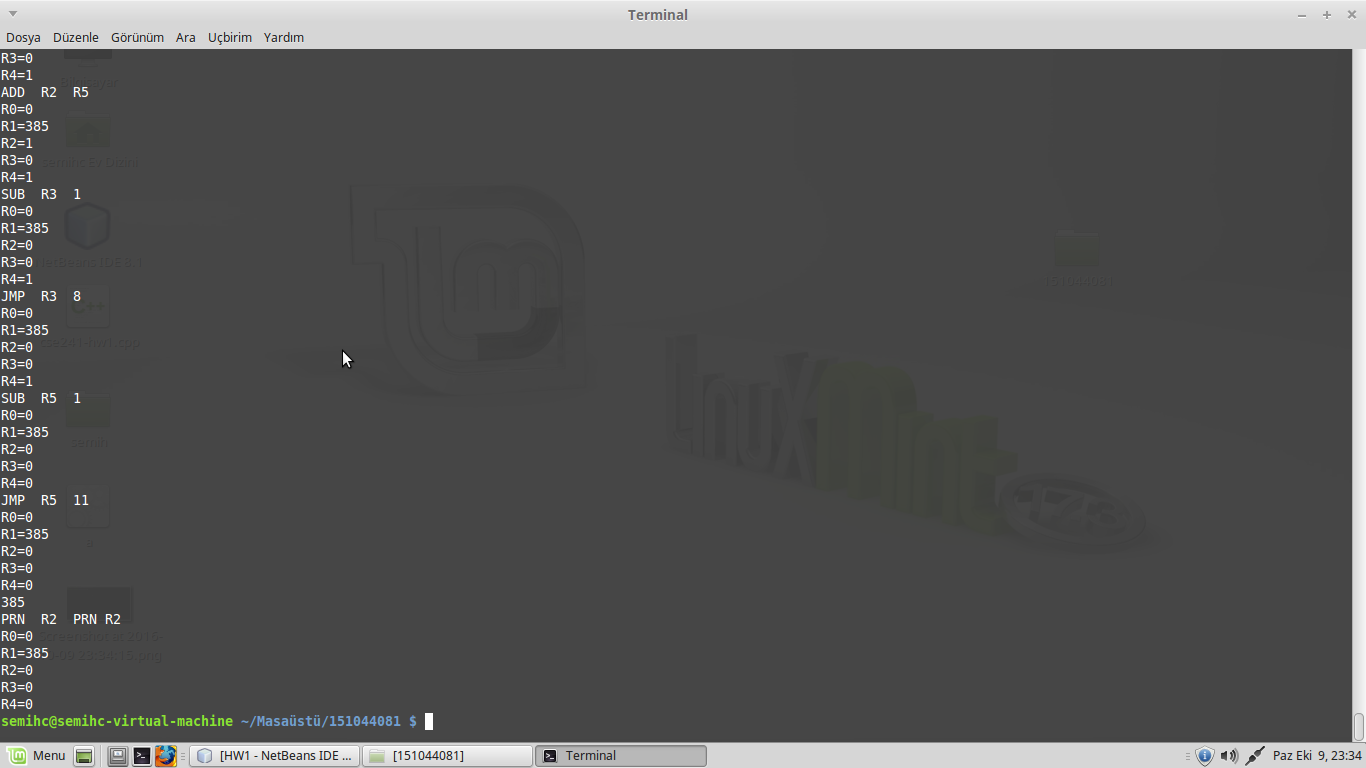 Terminal
Dosya Düzenle Görünüm Ara Uçbirim Yardım
R3=0
R4=1
ADD R2 R5
R0=0
R1=385
R2=1
R3=0
R4=1
SUB R3 1
R0=0
R1=385
R2=0
R3=0
R4=1
JMP R3 8
R0=0
R1=385
R2=0
R3=0
R4=1
SUB R5 1
R0=0
R1=385
R2=0
R3=0
R4=0
JMP R5 11
R0=0
R1=385
R2=0
R3=0
R4=0
385
PRN R2 PRN R2
R0=0
R1=385
R2=0
R3=0
R4=0
semihc@semihc-virtual-machine ~/Masaüstü/151044081 $
151044081
Linux Mint
Menu [HW1 - NetBeans IDE ... [151044081] Terminal Paz Eki 9, 23:34